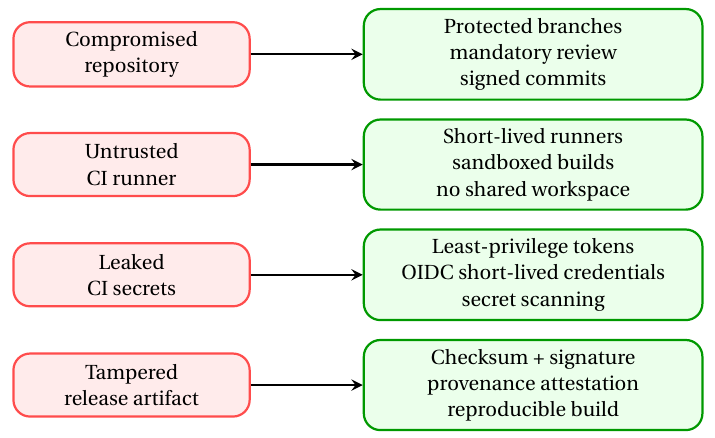 Compromised
repository
Protected branches
mandatory review
signed commits
Untrusted
CI runner
Short-lived runners
sandboxed builds
no shared workspace
Leaked
CI secrets
Least-privilege tokens
OIDC short-lived credentials
secret scanning
Tampered
release artifact
Checksum + signature
provenance attestation
reproducible build